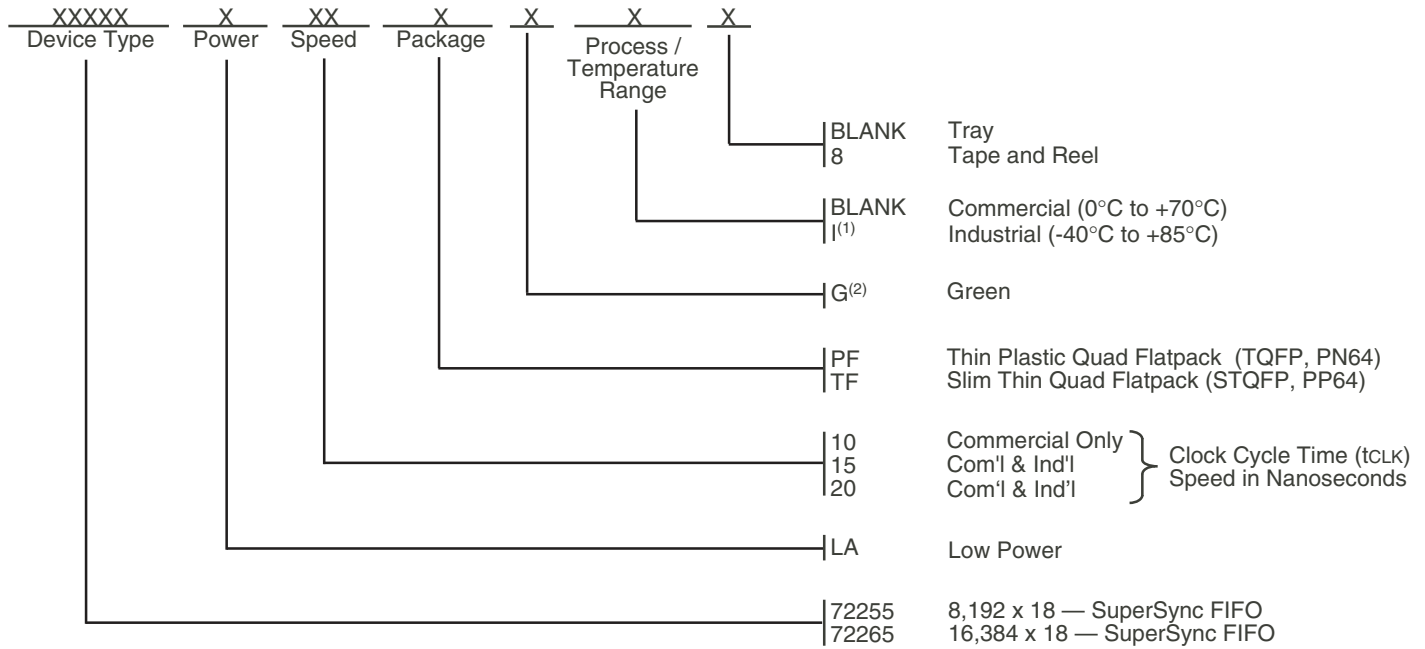 XXXXX X XX X X X X
Device Type Power Speed Package Process / Temperature Range
BLANK Tray
8 Tape and Reel
BLANK Commercial (0°C to +70°C)
I(1) Industrial (-40°C to +85°C)
G(2) Green
PF Thin Plastic Quad Flatpack (TQFP, PN64)
TF Slim Thin Quad Flatpack (STQFP, PP64)
10 Commercial Only
15 Com'l & Ind'l
20 Com‘l & Ind’l
Clock Cycle Time (tCLK)
Speed in Nanoseconds
LA Low Power
72255 8,192 x 18 — SuperSync FIFO
72265 16,384 x 18 — SuperSync FIFO